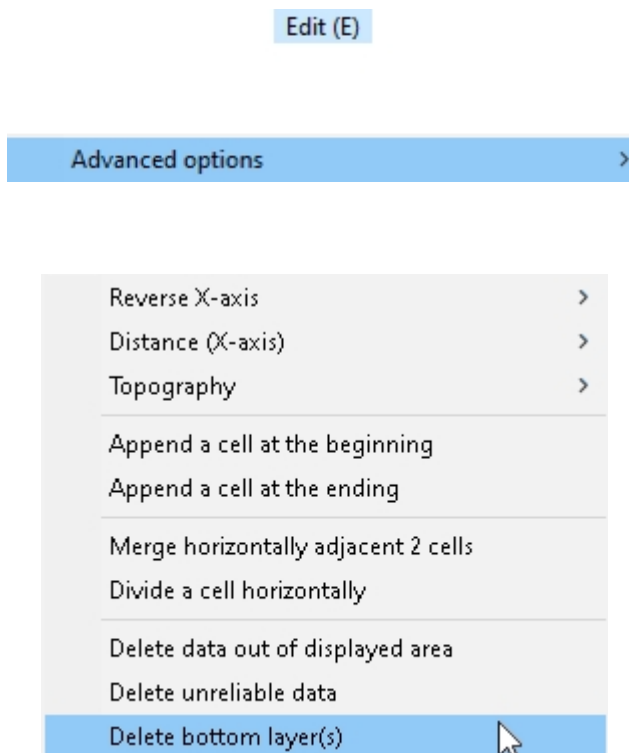 Edit (E)
Advanced options
Reverse X-axis
Distance (X-axis)
Topography
Append a cell at the beginning
Append a cell at the ending
Merge horizontally adjacent 2 cells
Divide a cell horizontally
Delete data out of displayed area
Delete unreliable data
Delete bottom layer(s)